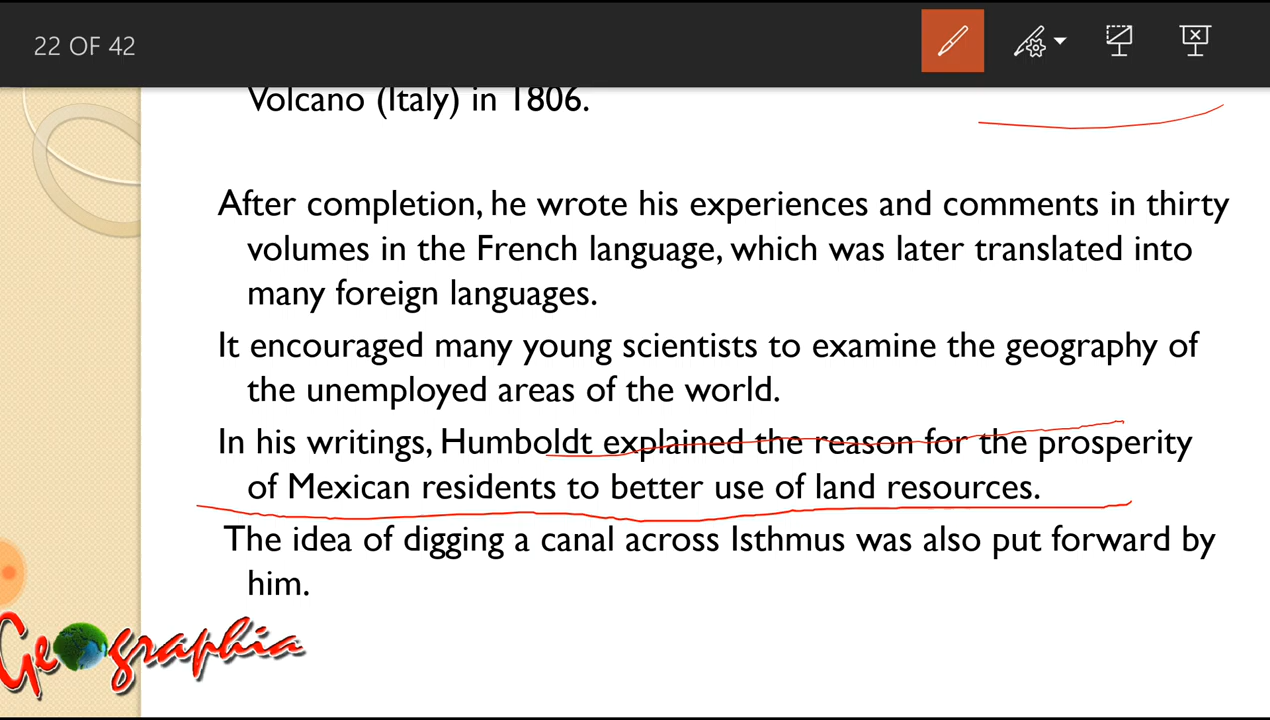 22 OF 42
Volcano (Italy) in 1806.
After completion, he wrote his experiences and comments in thirty
volumes in the French language, which was later translated into
many foreign languages.
It encouraged many young scientists to examine the geography of
the unemployed areas of the world.
In his writings, Humboldt explained the reason for the prosperity
of Mexican residents to better use of land resources.
The idea of digging a canal across Isthmus was also put forward by
him.
Geographia